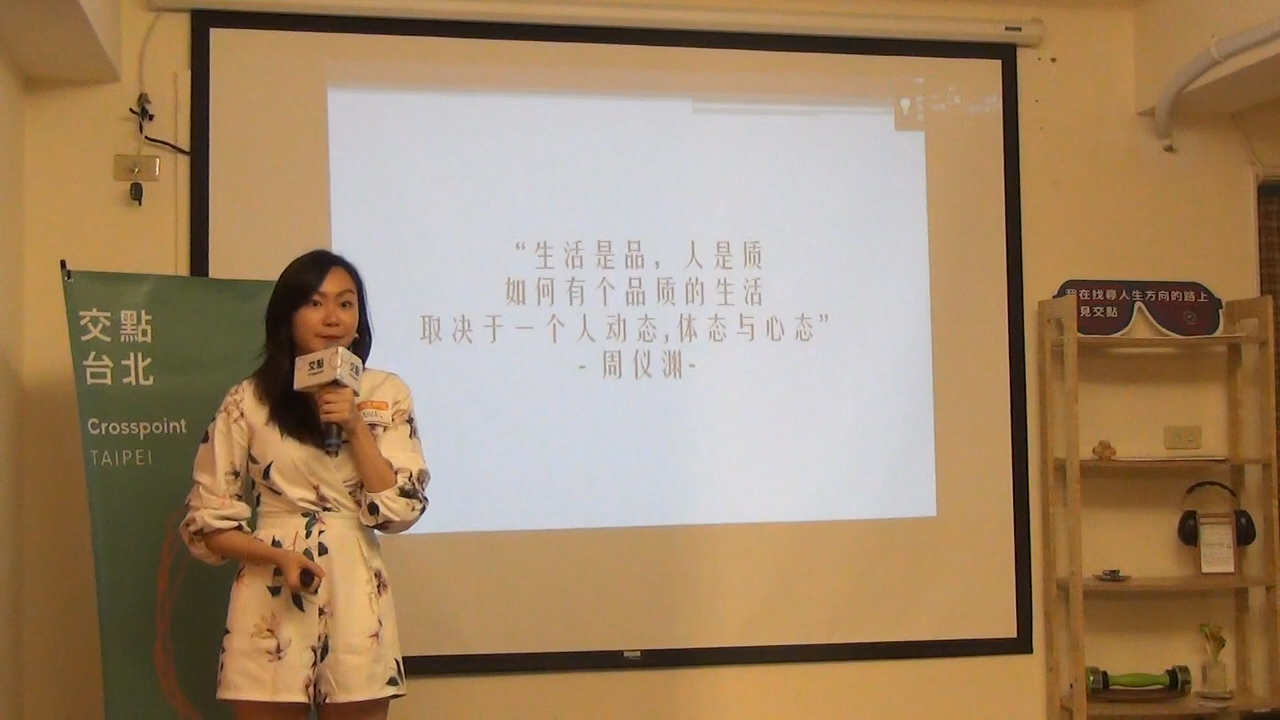 “生活是品，人是质
如何有个品质的生活
取决于一个人动态,体态与心态”
-周仪渊-
交點
台北
Crosspoint
TAIPEI
交點
我在找尋人生方向的路上
見交點